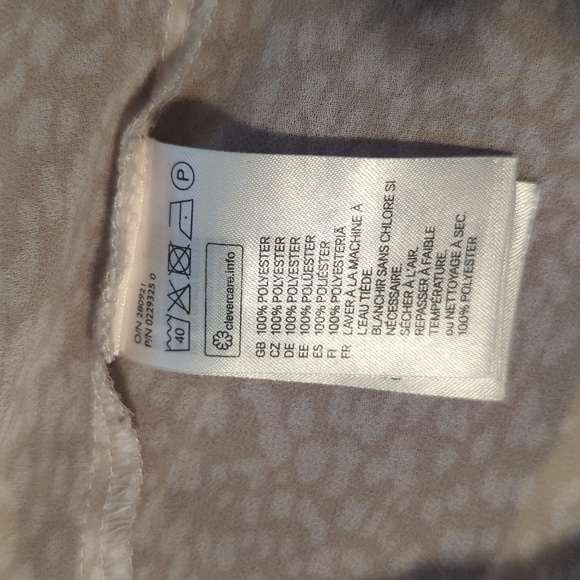 O/N 280921
P/N 0229325 0
40 P
clevercare.info
GB 100% POLYESTER
CZ 100% POLYESTER
DE 100% POLYESTER
EE 100% POLÜESTER
ES 100% POLIÉSTER
FI 100% POLYESTERIÄ
FR LAVER À LA MACHINE À
L'EAU TIÈDE.
BLANCHIR SANS CHLORE SI
NÉCESSAIRE.
SÉCHER À L'AIR.
REPASSER À FAIBLE
TEMPÉRATURE.
OU NETTOYAGE À SEC.
100% POLYESTER